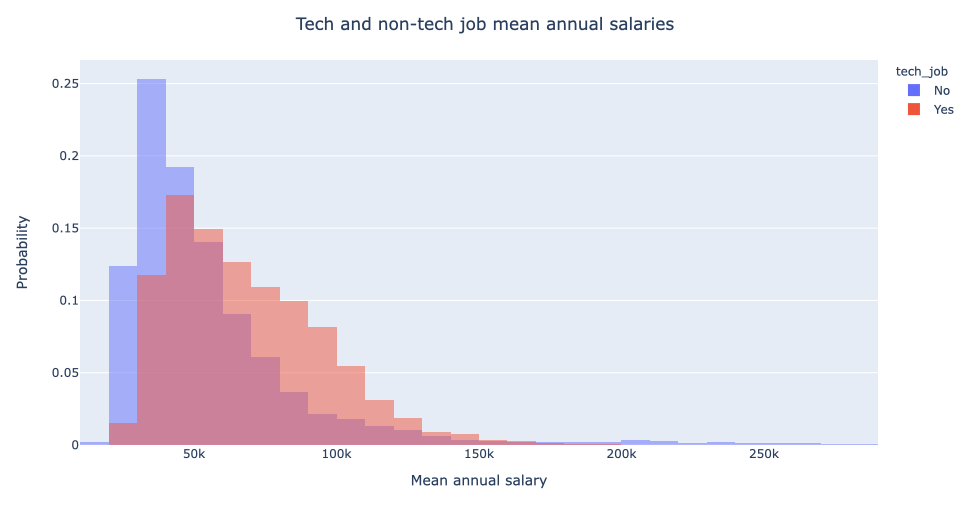 Tech and non-tech job mean annual salaries
tech_job
No
Yes
Probability
0.25
0.2
0.15
0.1
0.05
0
50k
100k
150k
200k
250k
Mean annual salary